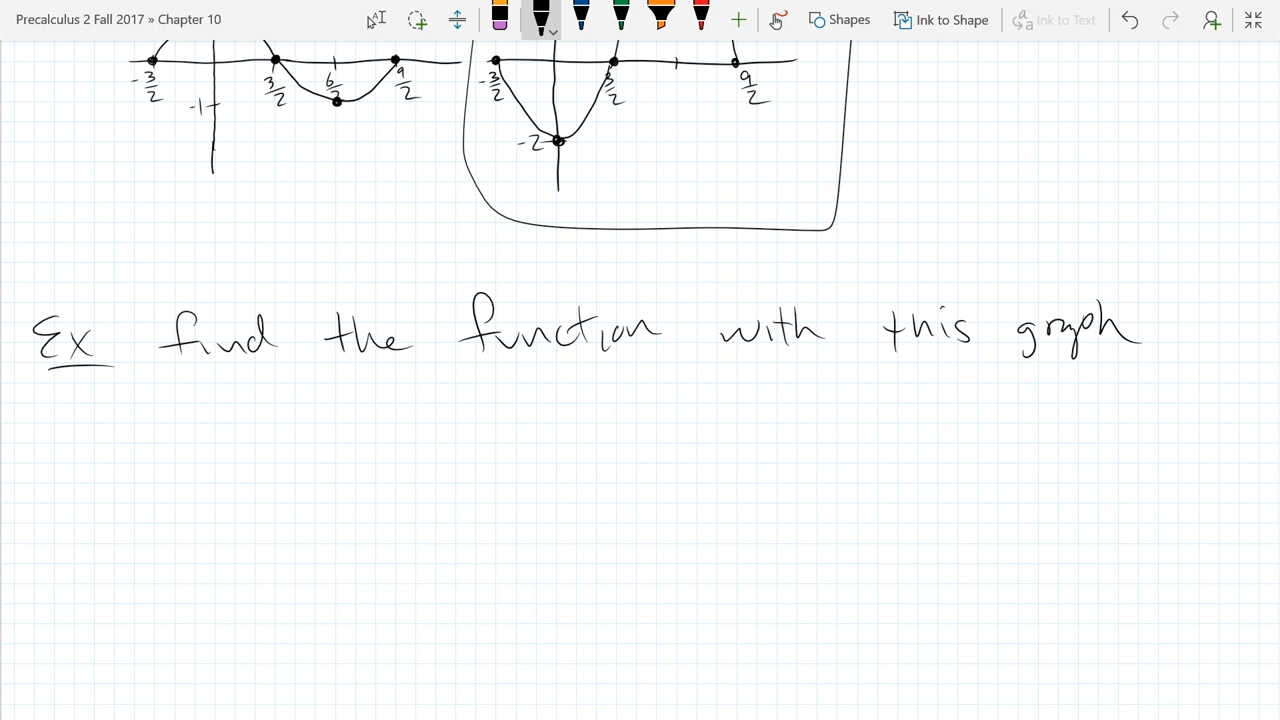 Precalculus 2 Fall 2017 » Chapter 10
Shapes
Ink to Shape
Ink to Text
-3/2
3/2
6/2
9/2
-1
-3/2
3/2
9/2
-2
Ex find the function with this graph